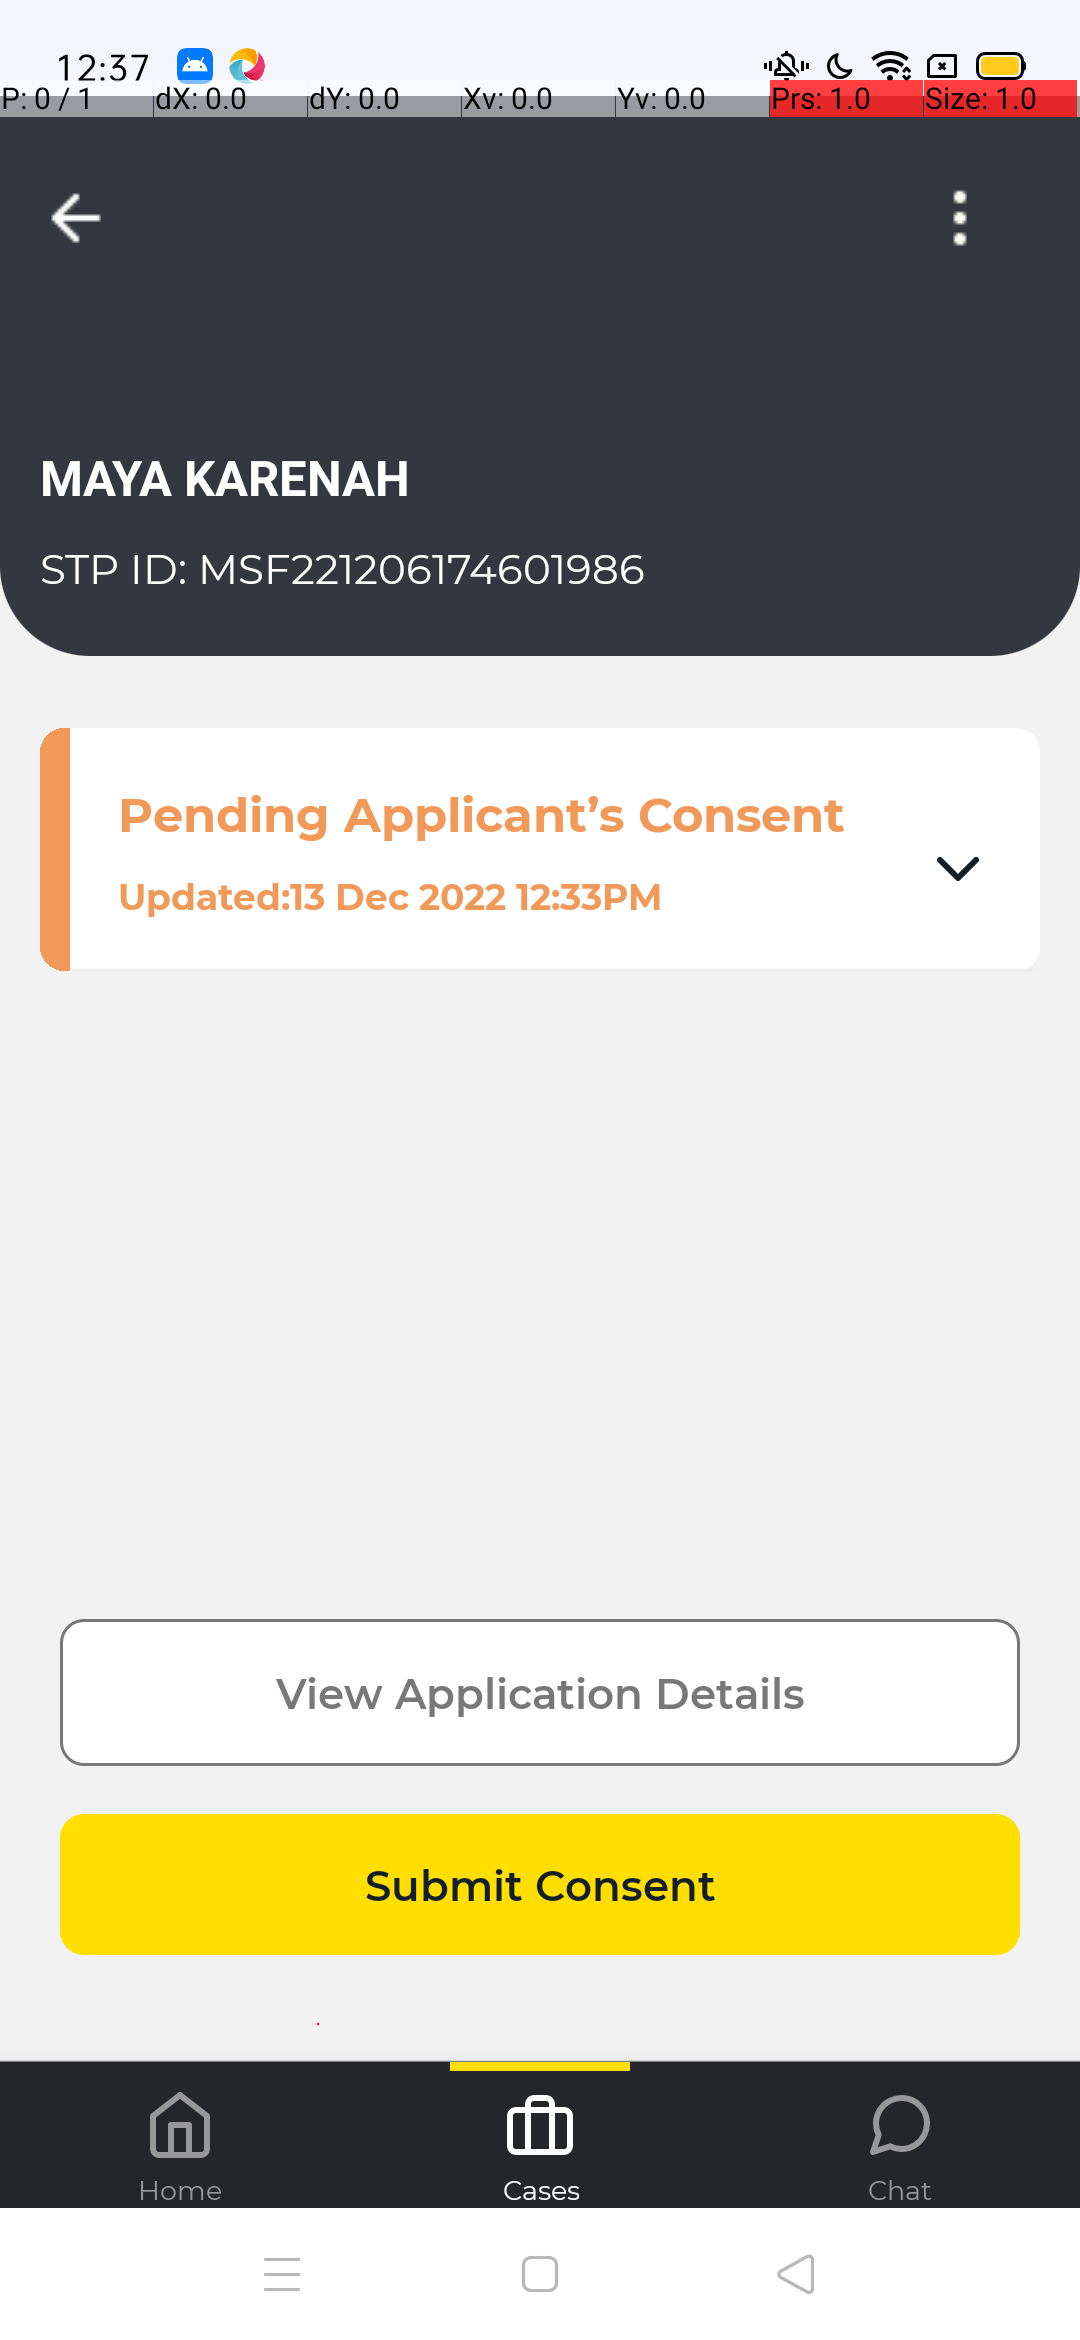 12:37
P: 0 / 1 dX: 0.0 dY: 0.0 Xv: 0.0 Yv: 0.0 Prs: 1.0 Size: 1.0
MAYA KARENAH
STP ID: MSF221206174601986
Pending Applicant’s Consent
Updated:13 Dec 2022 12:33PM
View Application Details
Submit Consent
Home Cases Chat